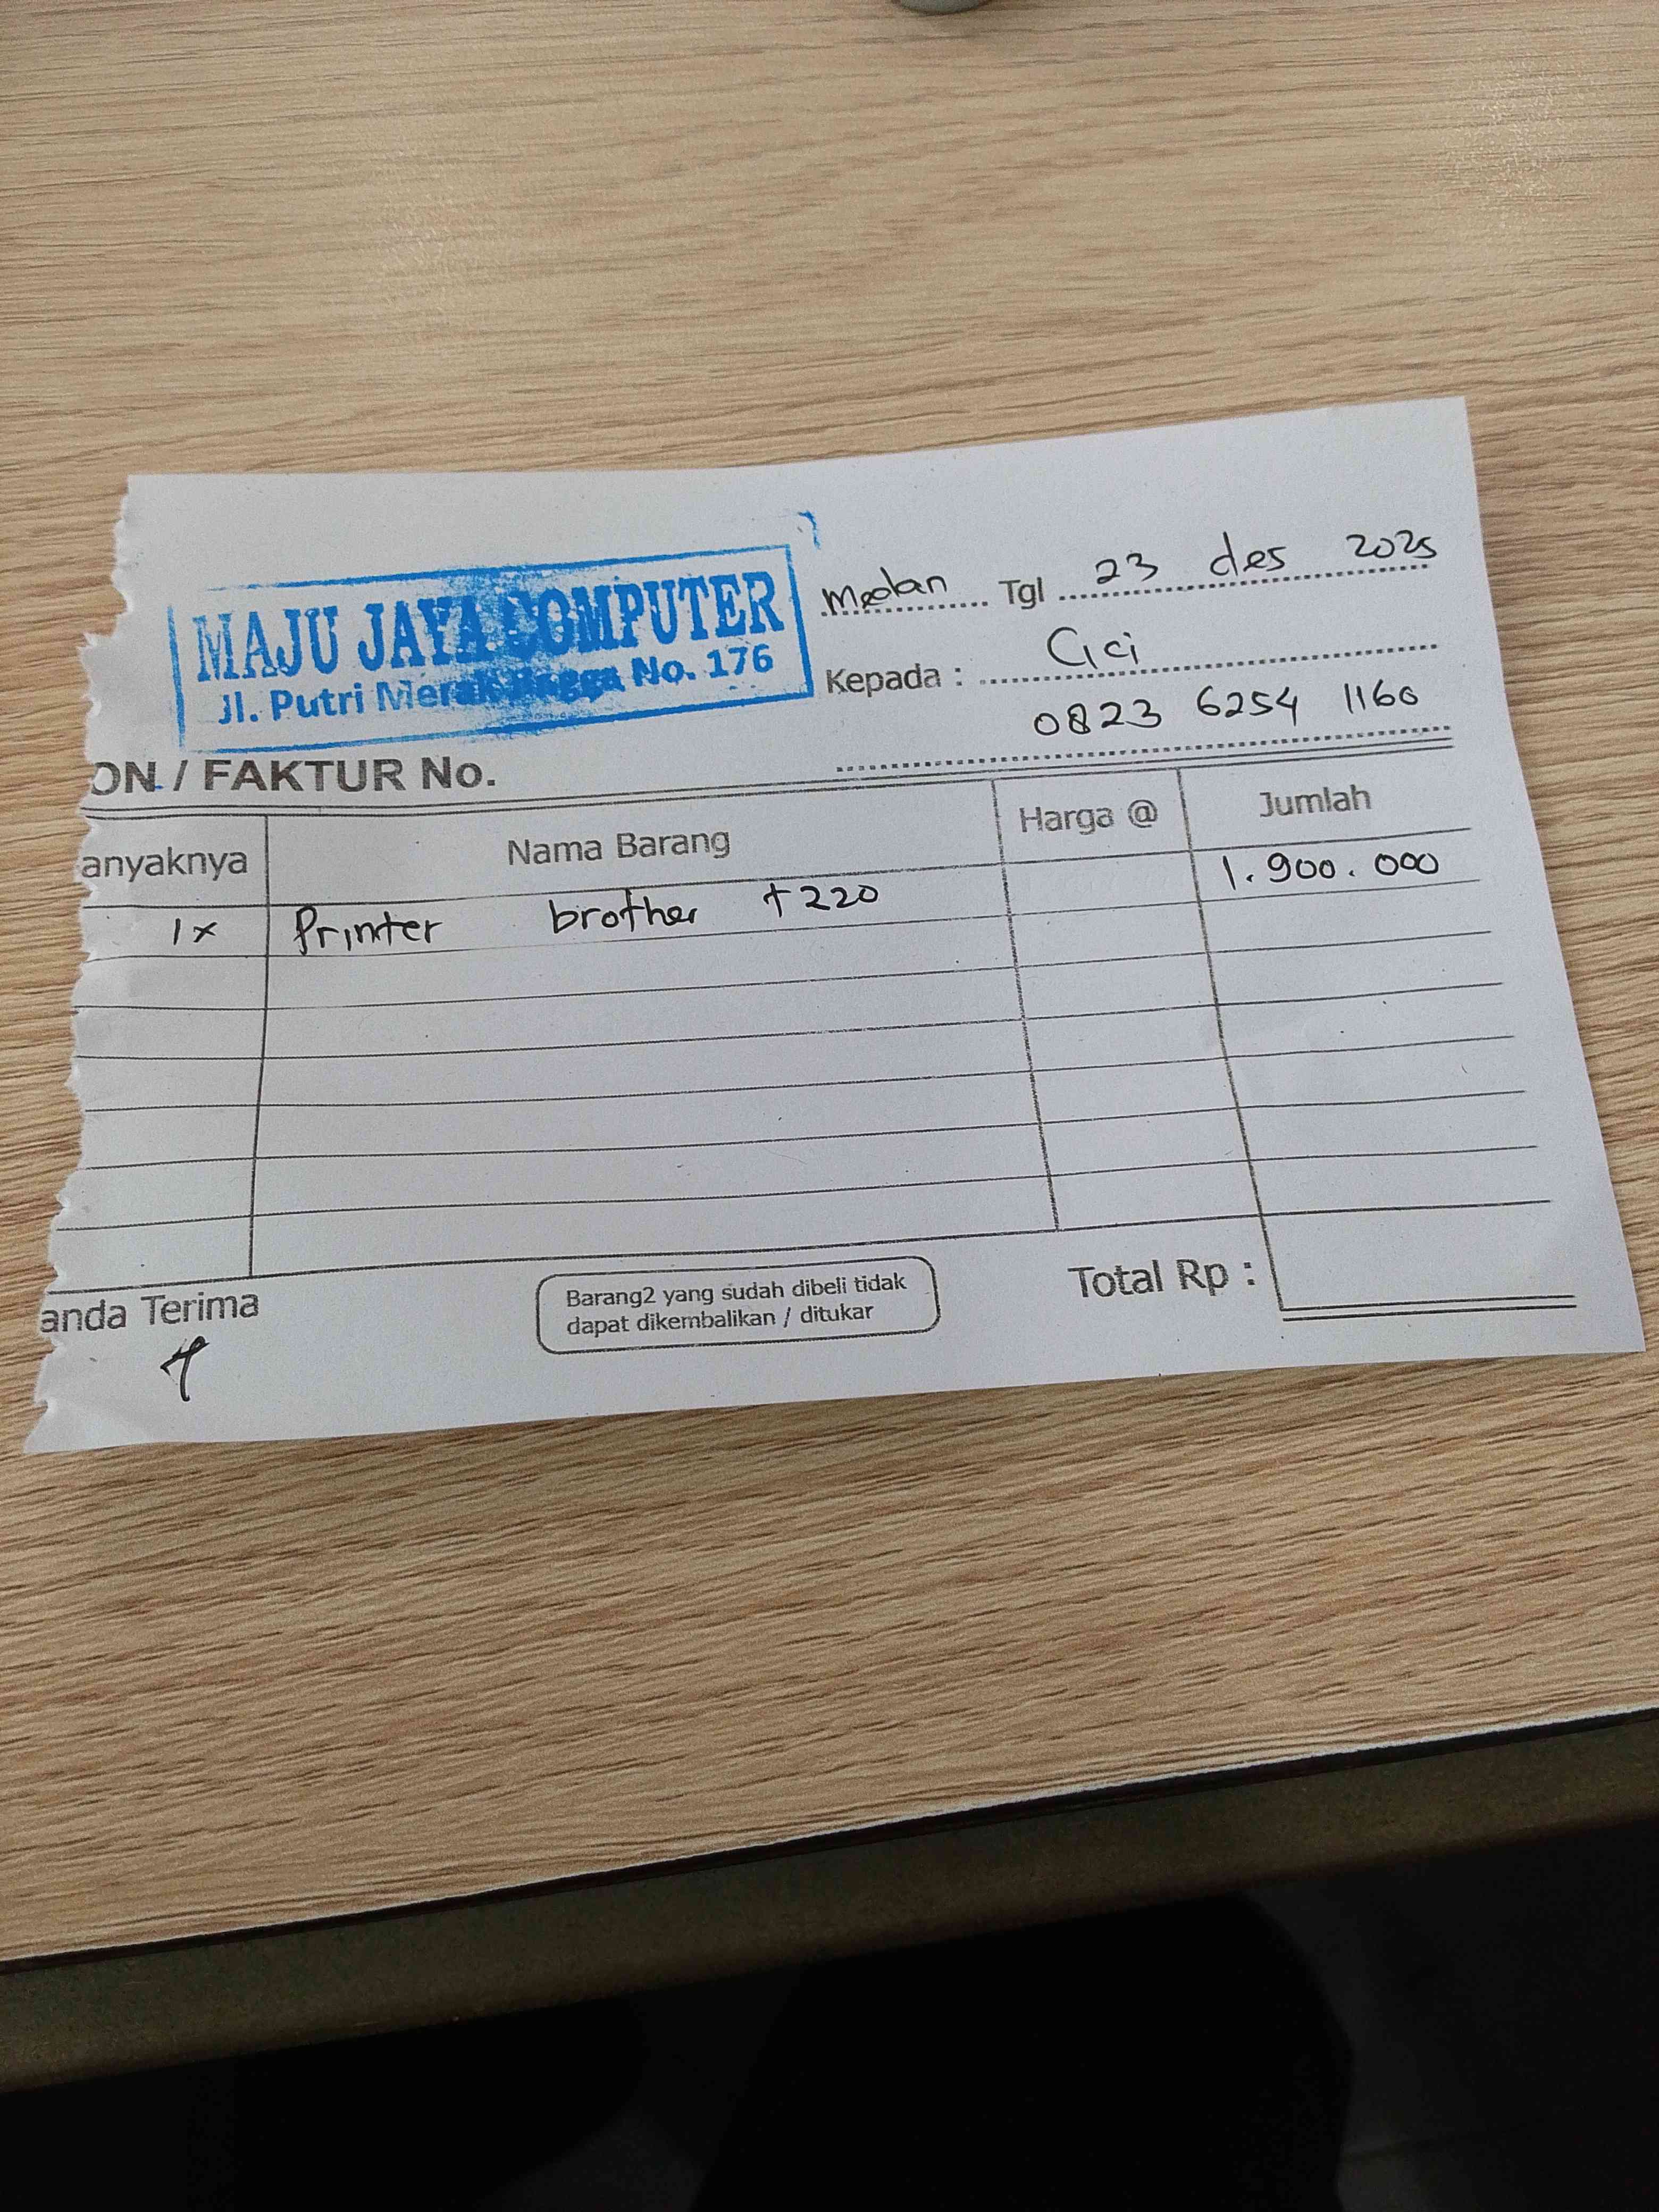 MAJU JAYA COMPUTER
Jl. Putri Merak Jingga No. 176
Medan Tgl 23 des 2025
Kepada : Cici
0823 6254 1160
ON / FAKTUR No.
anyaknya Nama Barang Harga @ Jumlah
1x Printer brother t220 1.900.000
anda Terima
Barang2 yang sudah dibeli tidak
dapat dikembalikan / ditukar
Total Rp :